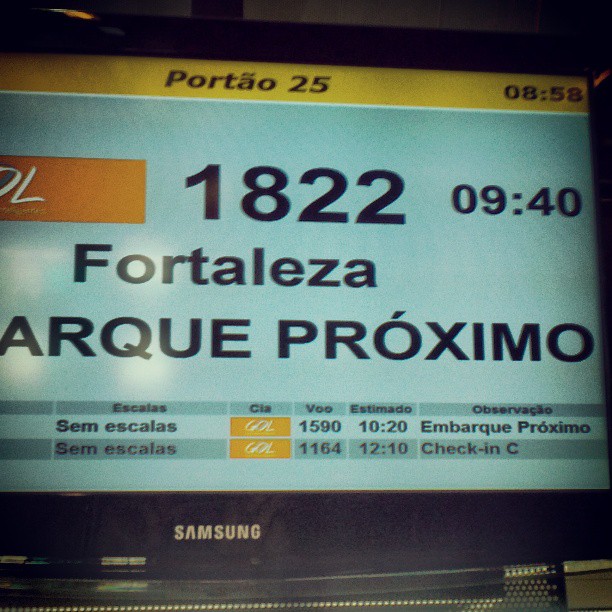 Portão 25 08:58
OL 1822 09:40
Fortaleza
ARQUE PRÓXIMO
Escalas Cia Voo Estimado Observação
Sem escalas GOL 1590 10:20 Embarque Próximo
Sem escalas GOL 1164 12:10 Check-in C
SAMSUNG